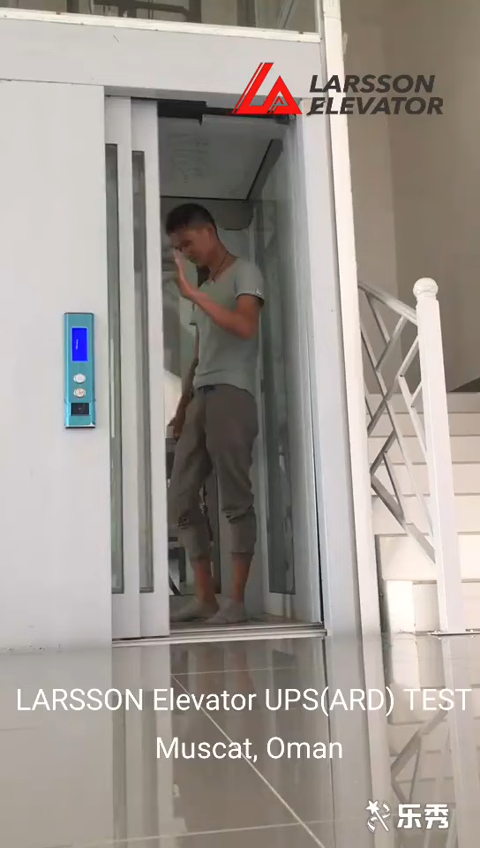 LARSSON
ELEVATOR
LARSSON Elevator UPS(ARD) TEST
Muscat, Oman
乐秀